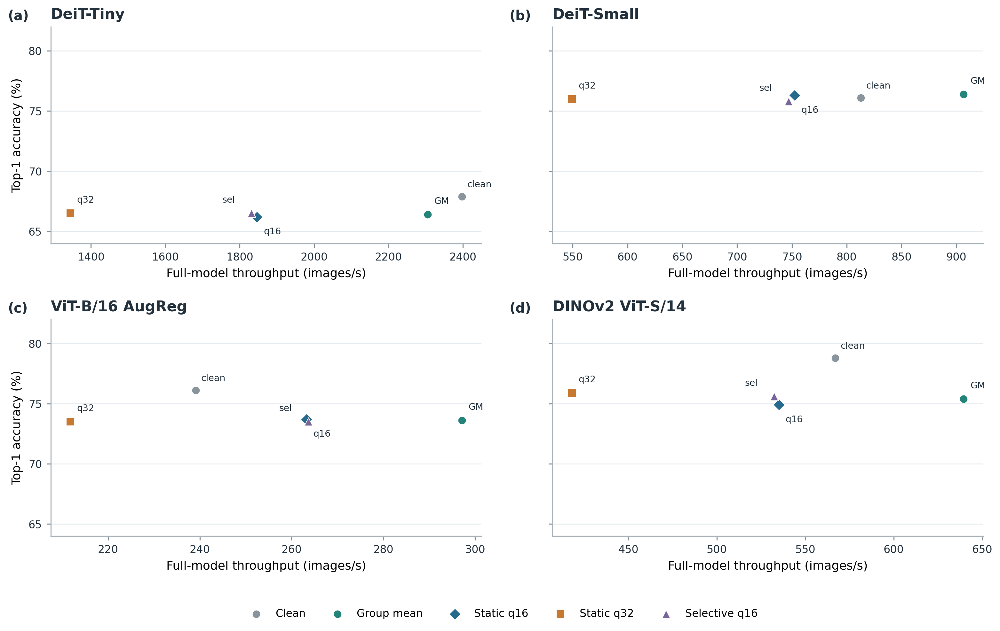 (a) DeiT-Tiny
80
75
70
65
Top-1 accuracy (%)
q32
sel
q16
GM
clean
1400 1600 1800 2000 2200 2400
Full-model throughput (images/s)
(b) DeiT-Small
q32
sel
q16
clean
GM
550 600 650 700 750 800 850 900
Full-model throughput (images/s)
(c) ViT-B/16 AugReg
80
75
70
65
Top-1 accuracy (%)
q32
clean
sel
q16
GM
220 240 260 280 300
Full-model throughput (images/s)
(d) DINOv2 ViT-S/14
q32
sel
q16
clean
GM
450 500 550 600 650
Full-model throughput (images/s)
Clean Group mean Static q16 Static q32 Selective q16